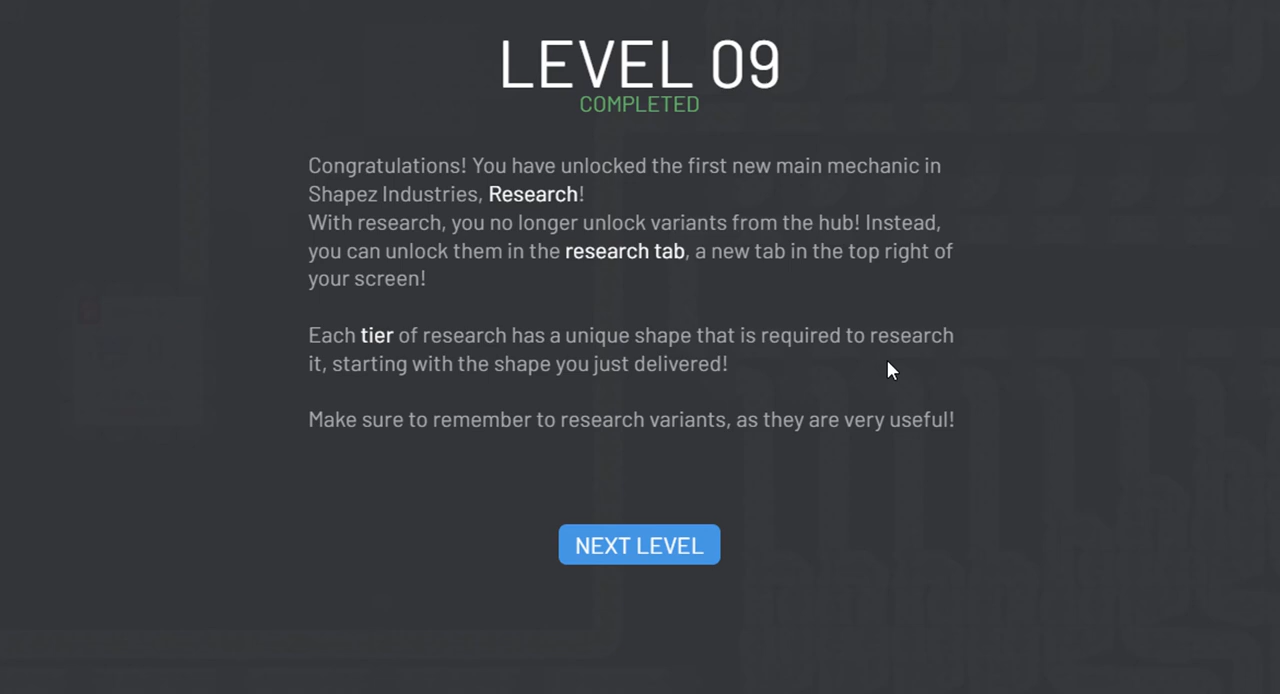 LEVEL 09
COMPLETED
Congratulations! You have unlocked the first new main mechanic in
Shapez Industries, Research!
With research, you no longer unlock variants from the hub! Instead,
you can unlock them in the research tab, a new tab in the top right of
your screen!
Each tier of research has a unique shape that is required to research
it, starting with the shape you just delivered!
Make sure to remember to research variants, as they are very useful!
NEXT LEVEL